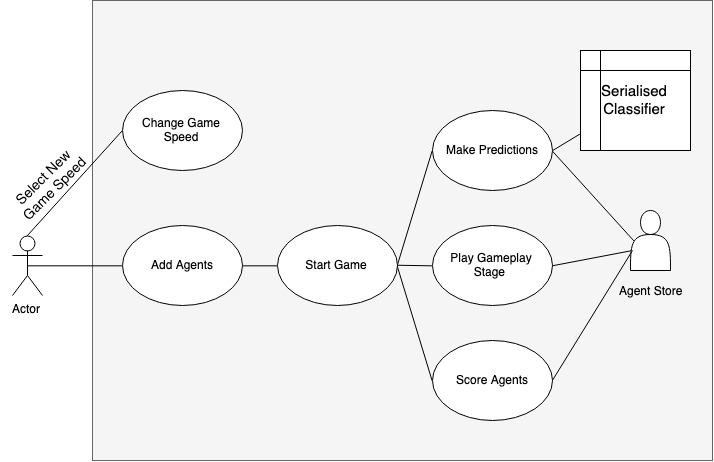 Change Game
Speed
Select New
Game Speed
Actor
Add Agents
Start Game
Make Predictions
Play Gameplay
Stage
Score Agents
Serialised
Classifier
Agent Store